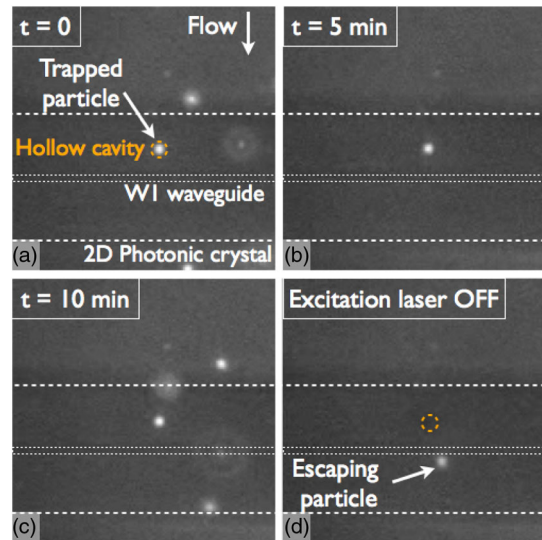 t = 0
Flow
Trapped
particle
Hollow cavity
W1 waveguide
2D Photonic crystal
(a)
t = 5 min
(b)
t = 10 min
(c)
Excitation laser OFF
Escaping
particle
(d)